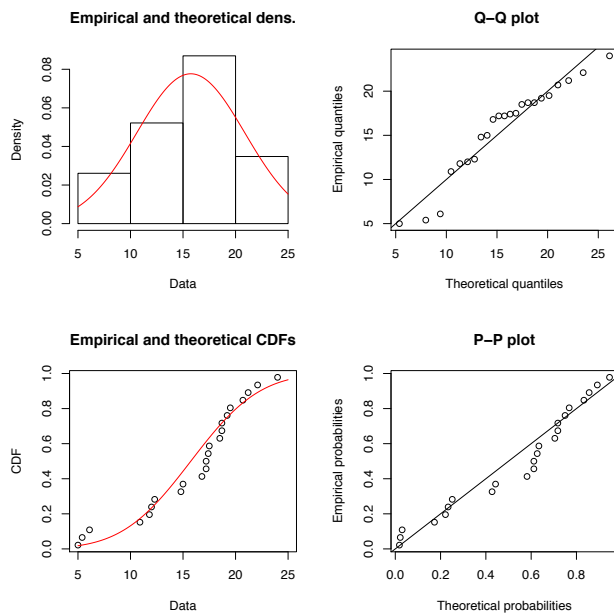 Empirical and theoretical dens.
Density
0.00 0.02 0.04 0.06 0.08
5 10 15 20 25
Data
Q−Q plot
Empirical quantiles
5 10 15 20
5 10 15 20 25
Theoretical quantiles
Empirical and theoretical CDFs
CDF
0.0 0.2 0.4 0.6 0.8 1.0
5 10 15 20 25
Data
P−P plot
Empirical probabilities
0.0 0.2 0.4 0.6 0.8 1.0
0.0 0.2 0.4 0.6 0.8
Theoretical probabilities